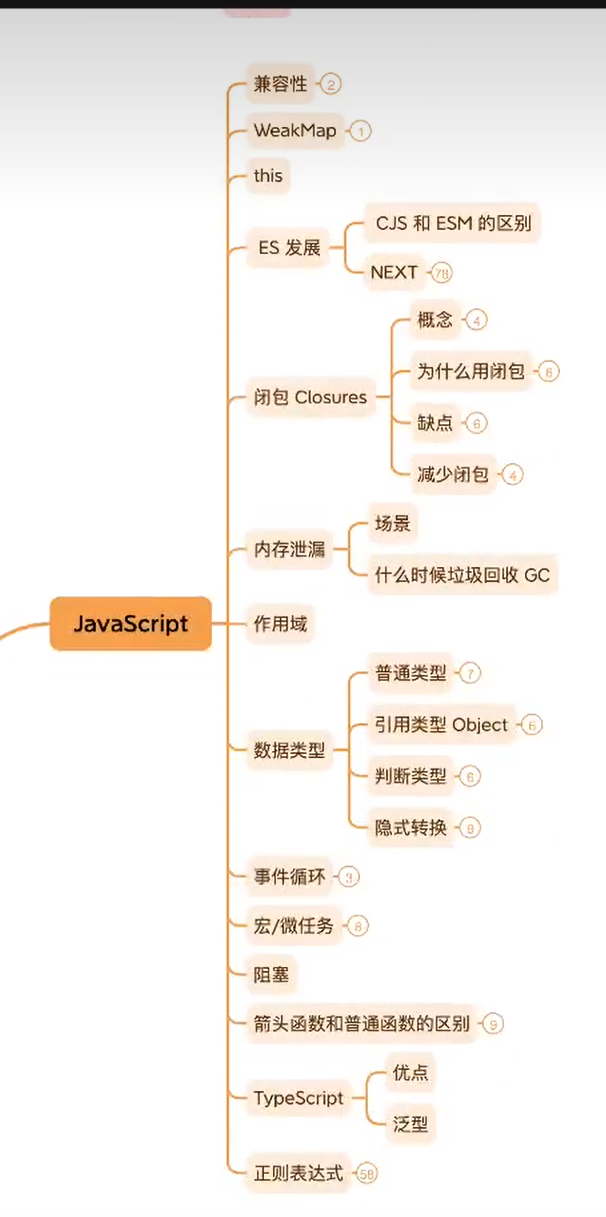 兼容性 2
WeakMap 1
this
ES 发展
CJS 和 ESM 的区别
NEXT 78
闭包 Closures
概念 4
为什么用闭包 6
缺点 6
减少闭包 4
内存泄漏
场景
什么时候垃圾回收 GC
JavaScript
作用域
数据类型
普通类型 7
引用类型 Object 6
判断类型 6
隐式转换 9
事件循环 3
宏/微任务 8
阻塞
箭头函数和普通函数的区别 9
TypeScript
优点
泛型
正则表达式 58